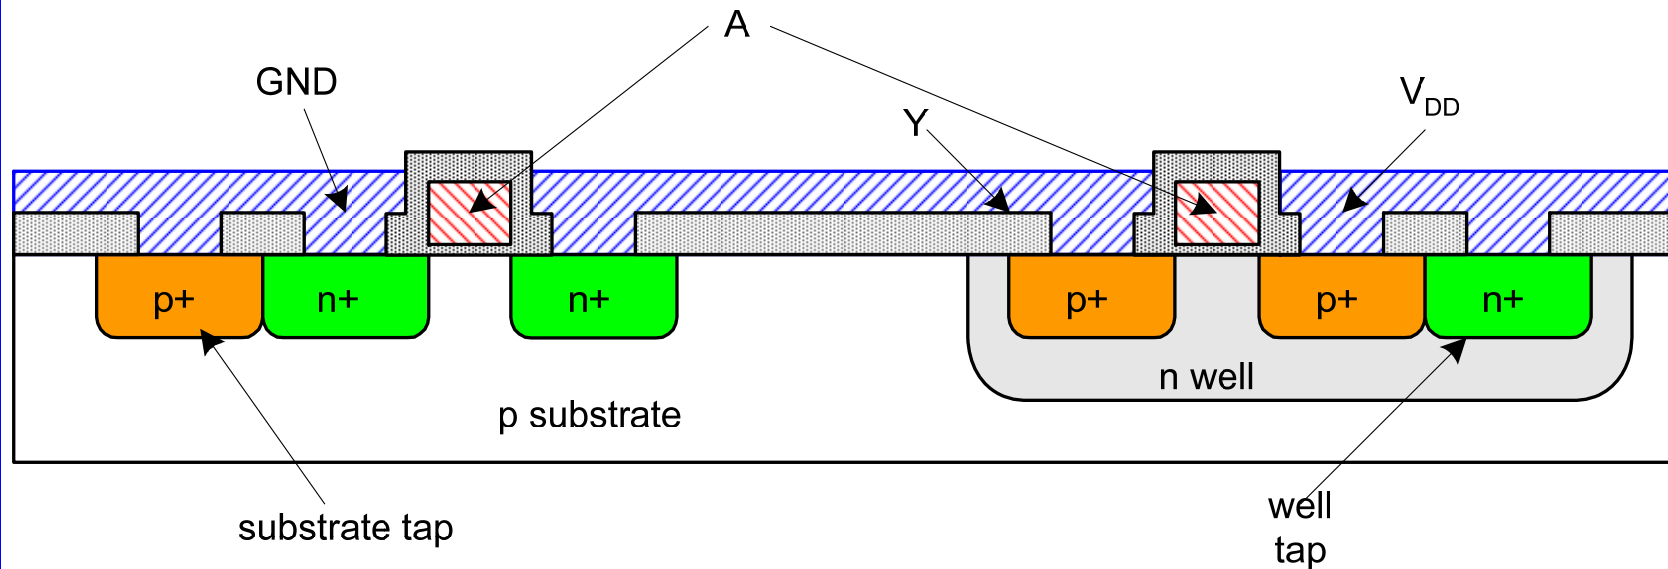 A
GND
Y
VDD
p+
n+
n+
p+
p+
n+
n well
p substrate
substrate tap
well
tap